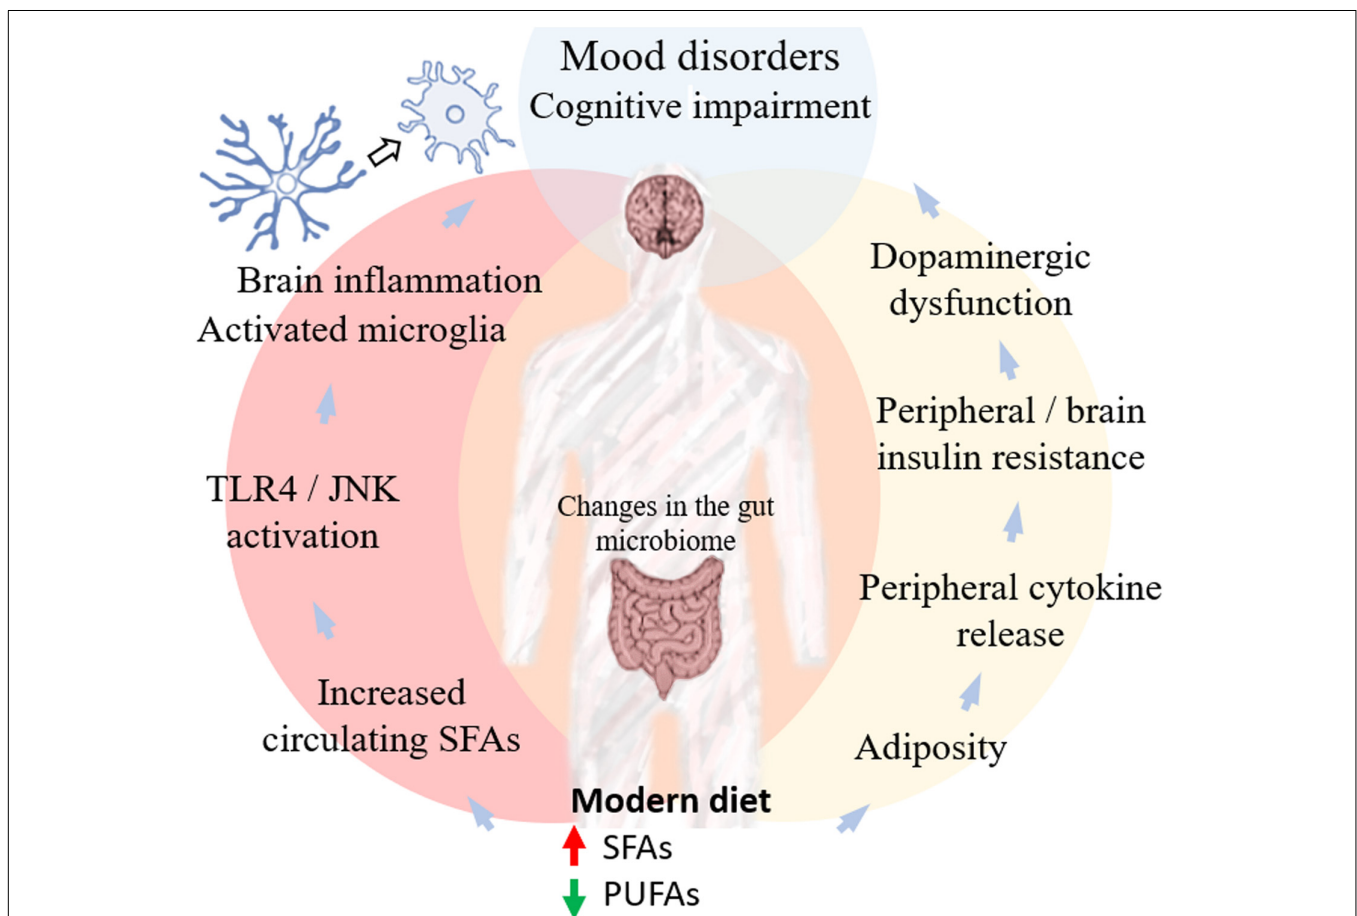 Mood disorders
Cognitive impairment
Brain inflammation
Activated microglia
TLR4 / JNK
activation
Increased
circulating SFAs
Changes in the gut
microbiome
Dopaminergic
dysfunction
Peripheral / brain
insulin resistance
Peripheral cytokine
release
Adiposity
Modern diet
SFAs
PUFAs